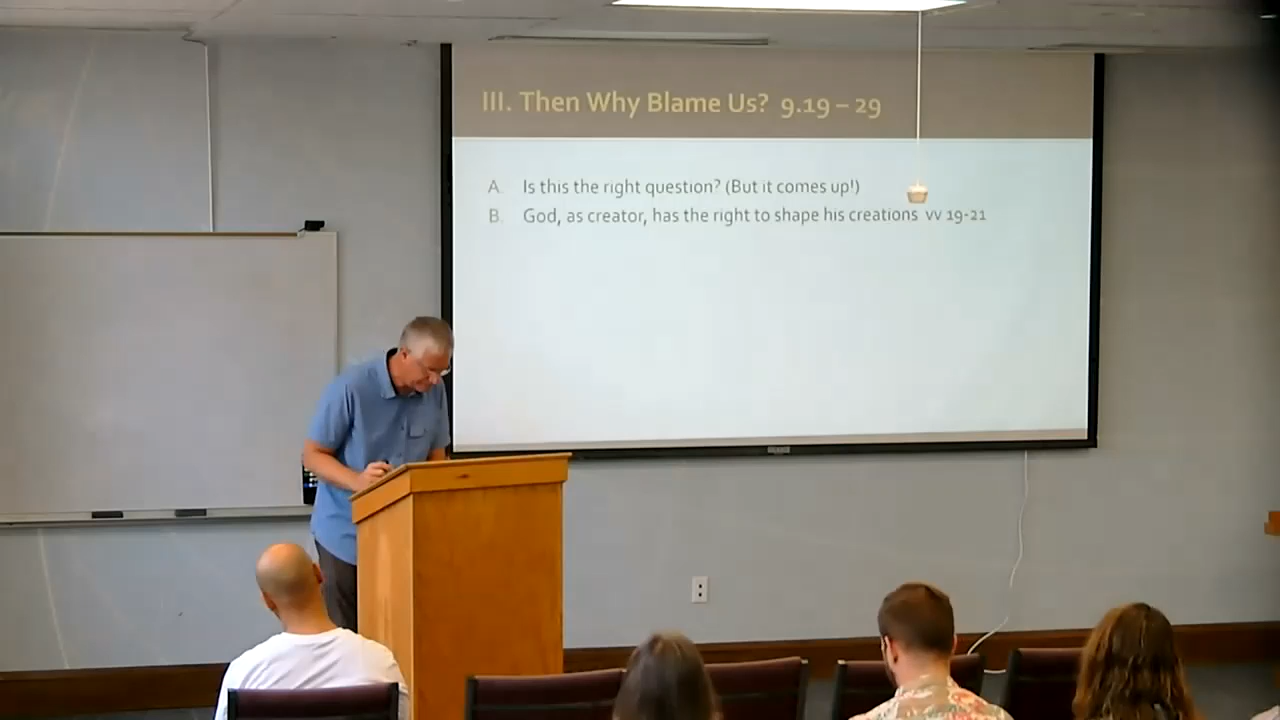 III. Then Why Blame Us? 9.19 – 29
A. Is this the right question? (But it comes up!)
B. God, as creator, has the right to shape his creations vv 19-21